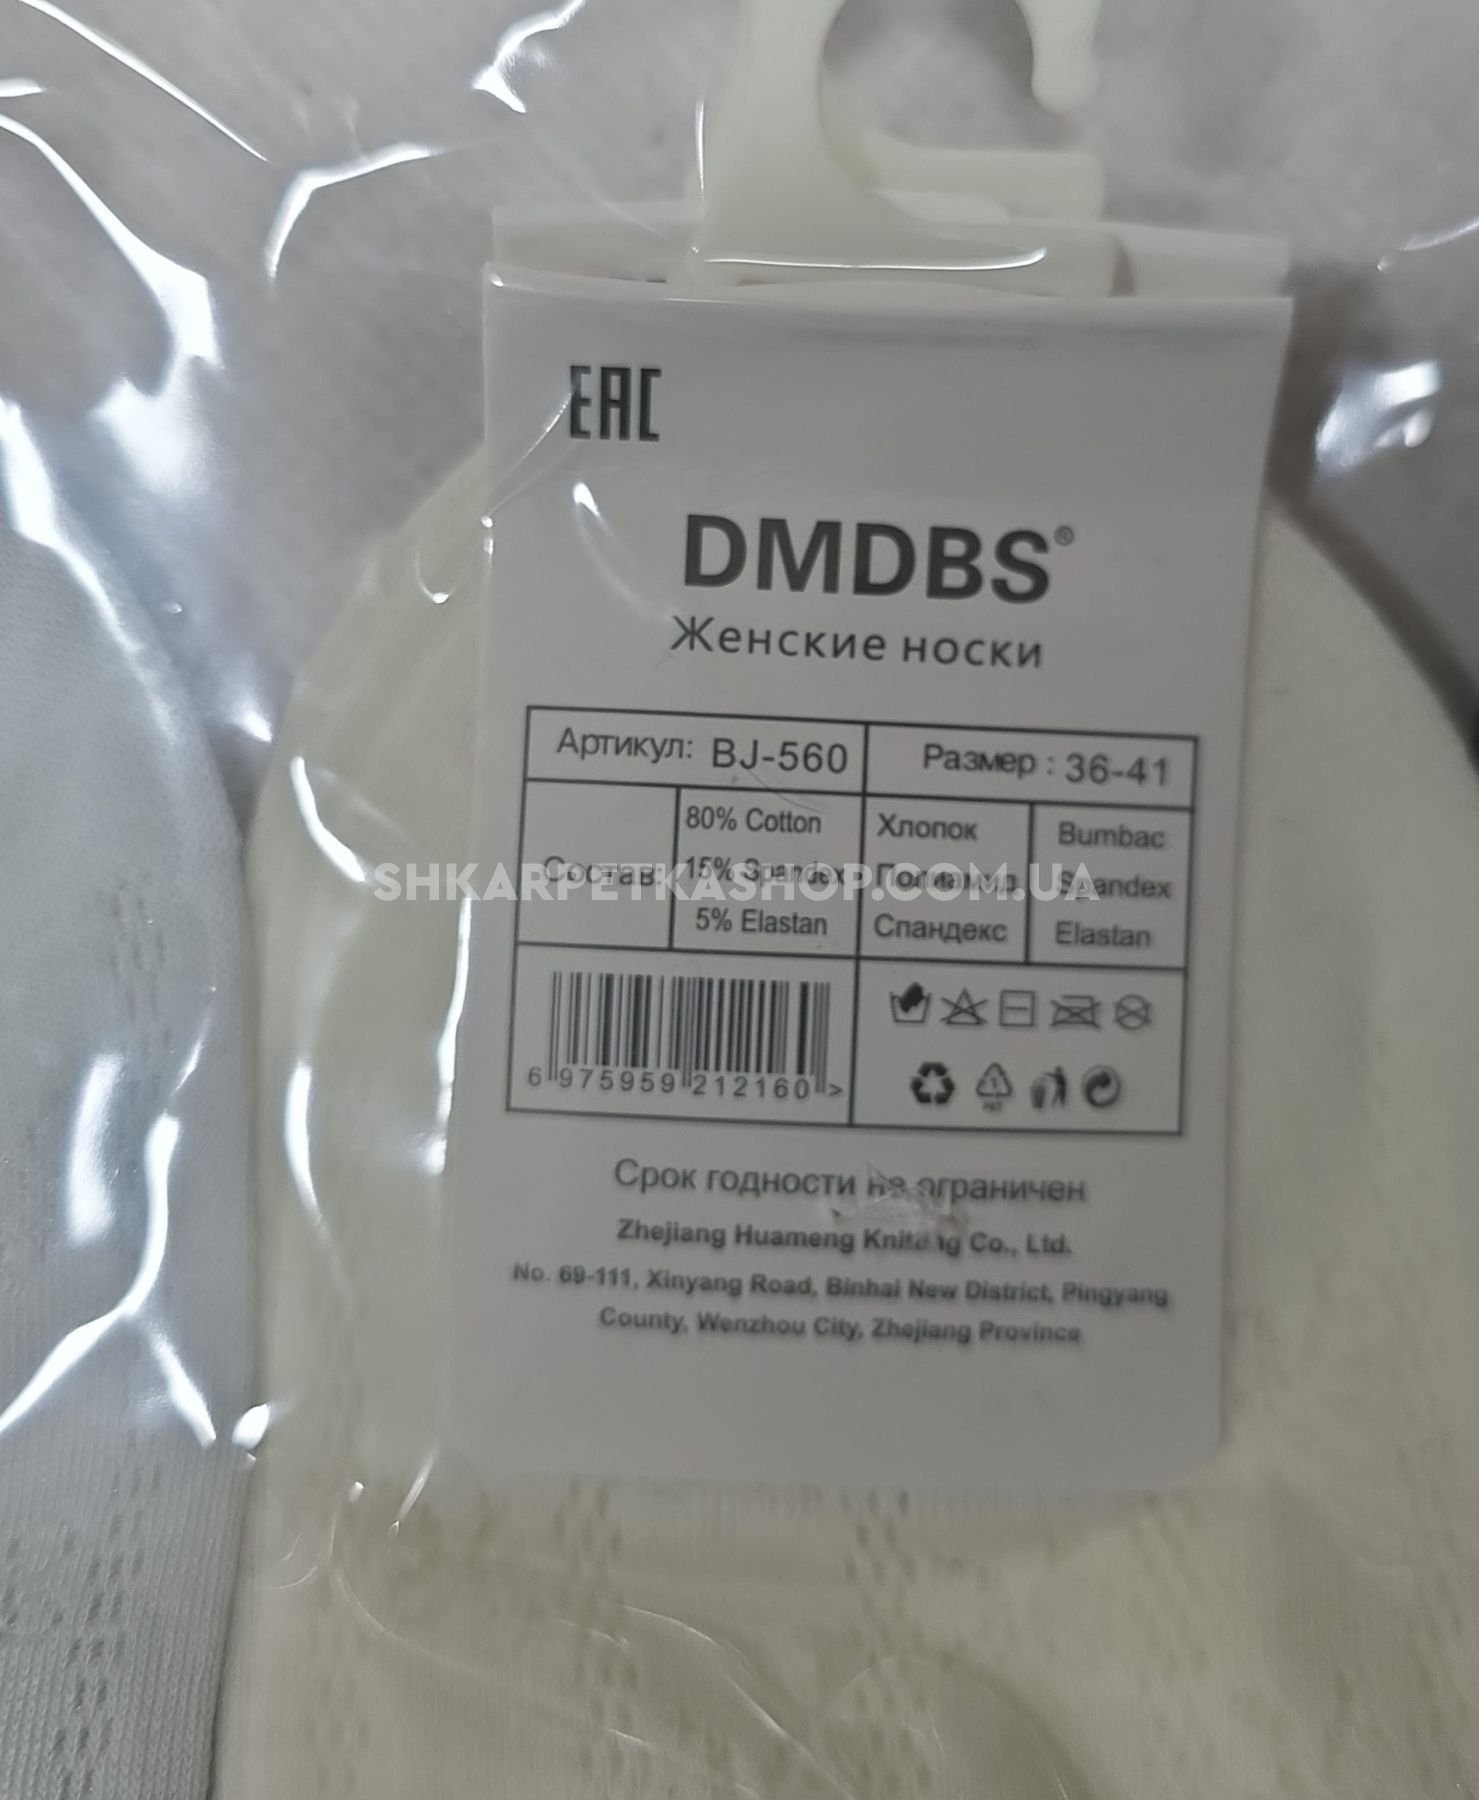 EAC
DMDBS®
Женские носки
Артикул: BJ-560 Размер : 36-41
80% Cotton Хлопок Bumbac
Состав: 15% Spandex Полиамид Spandex
SHKARPETKASHOP.COM.UA
5% Elastan Спандекс Elastan
6 975959 212160 >
Срок годности не ограничен
Zhejiang Huameng Knitting Co., Ltd.
No. 69-111, Xinyang Road, Binhai New District, Pingyang
County, Wenzhou City, Zhejiang Province